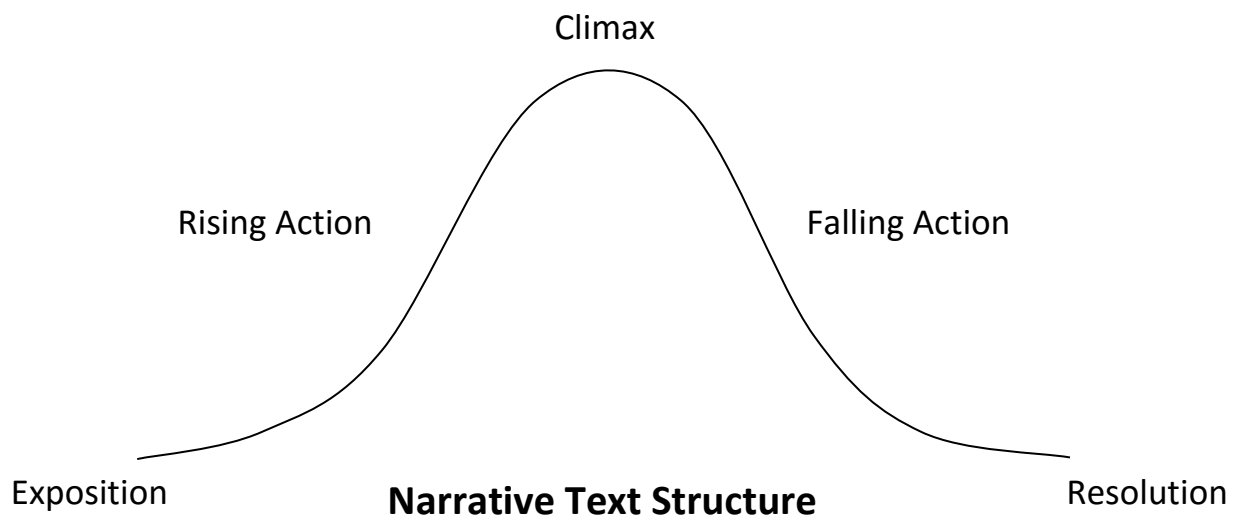 Climax
Rising Action
Falling Action
Exposition
Narrative Text Structure
Resolution